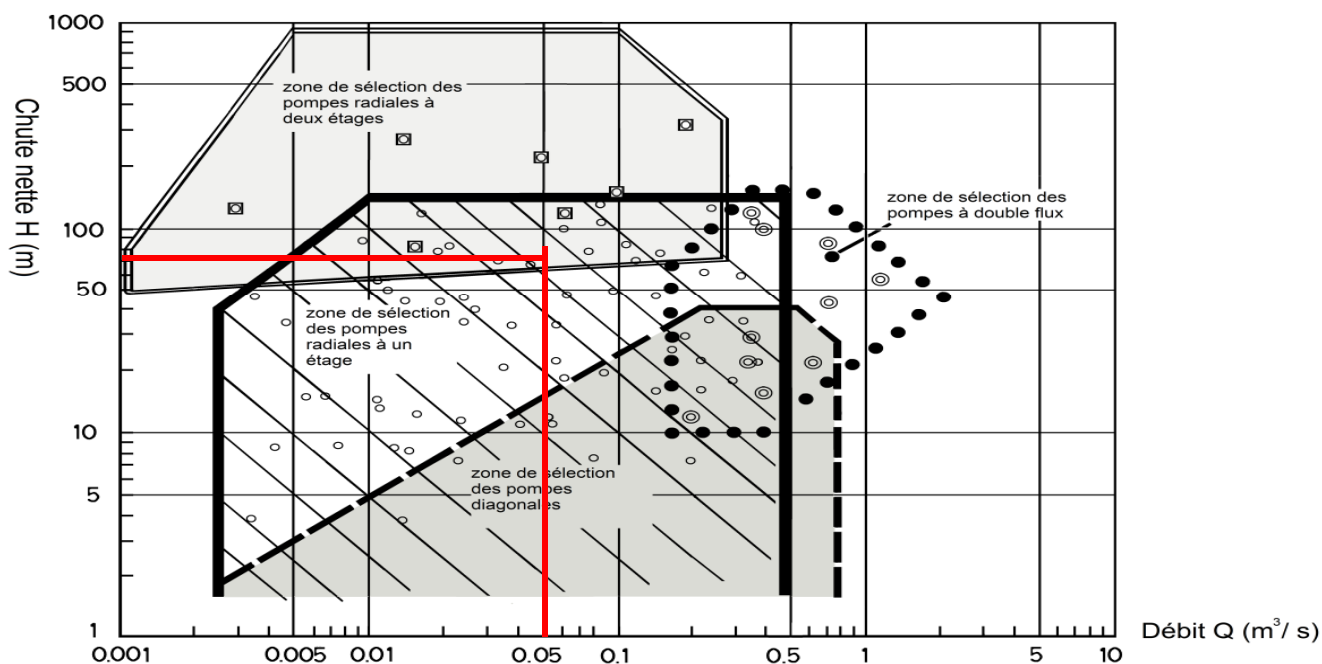 1000
500
100
50
10
5
1
Chute nette H (m)
zone de sélection des
pompes radiales à
deux étages
zone de sélection des
pompes à double flux
zone de sélection
des pompes
radiales à un
étage
zone de sélection
des pompes
diagonales
0.001
0.005
0.01
0.05
0.1
0.5
1
5
10
Débit Q (m³/ s)